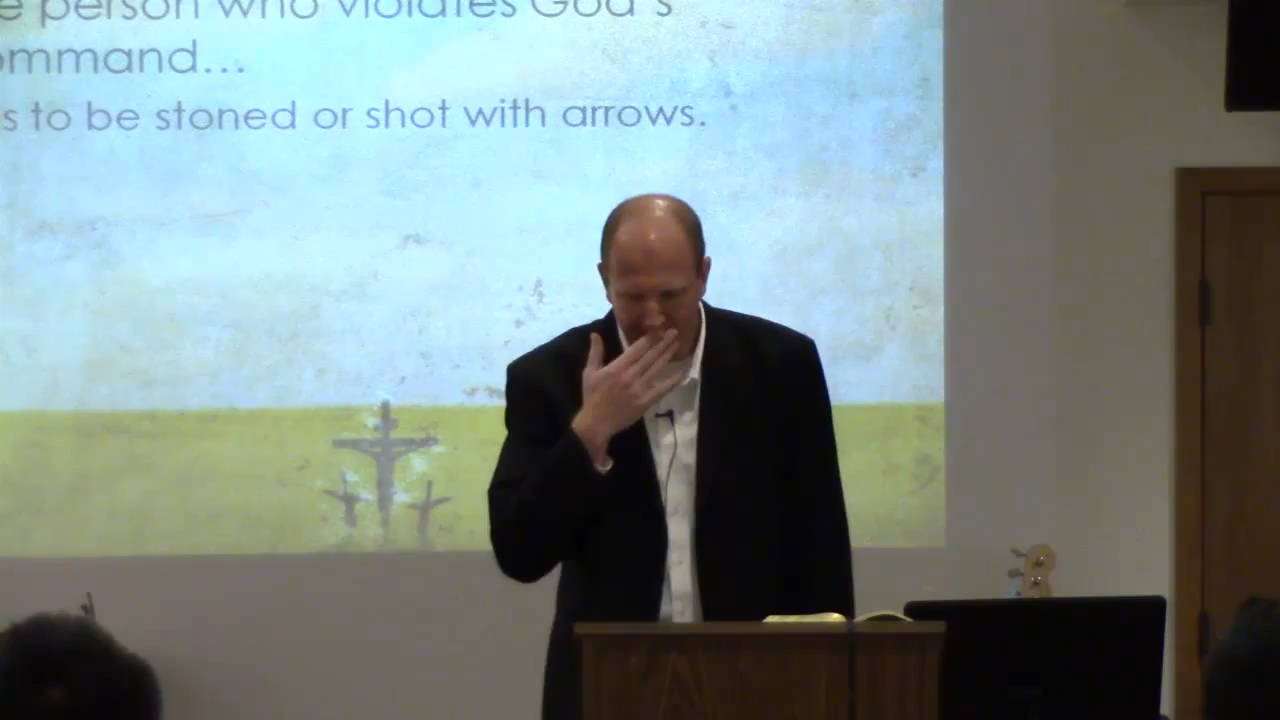 e person who violates God's
ommand…
s to be stoned or shot with arrows.